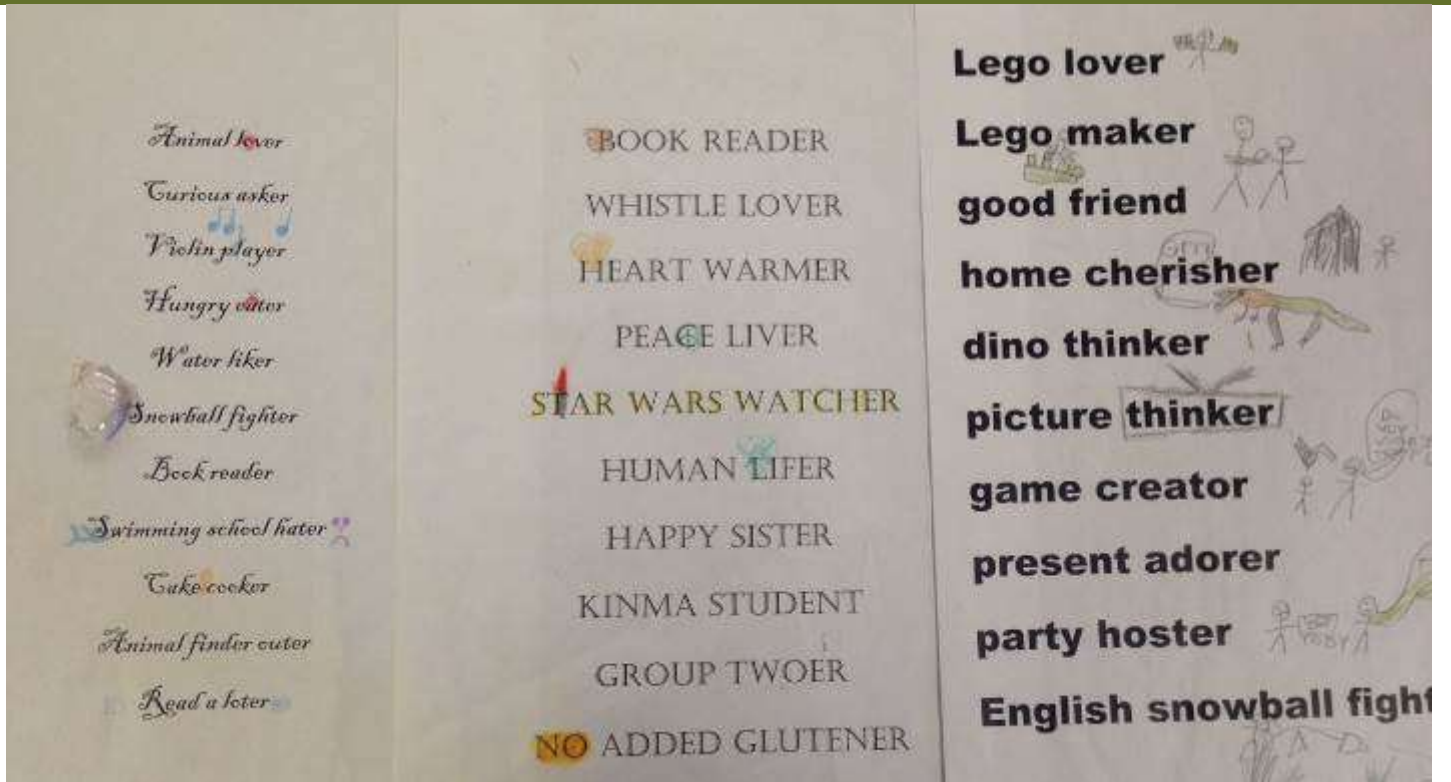 Animal lover
Curious asker
Violin player
Hungry eater
Water liker
Snowball fighter
Book reader
Swimming school hater
Cake cooker
Animal finder outer
Read a loter
BOOK READER
WHISTLE LOVER
HEART WARMER
PEACE LIVER
STAR WARS WATCHER
HUMAN LIFER
HAPPY SISTER
KINMA STUDENT
GROUP TWOER
NO ADDED GLUTENER
Lego lover
Lego maker
good friend
home cherisher
dino thinker
picture thinker
game creator
present adorer
party hoster
English snowball fight